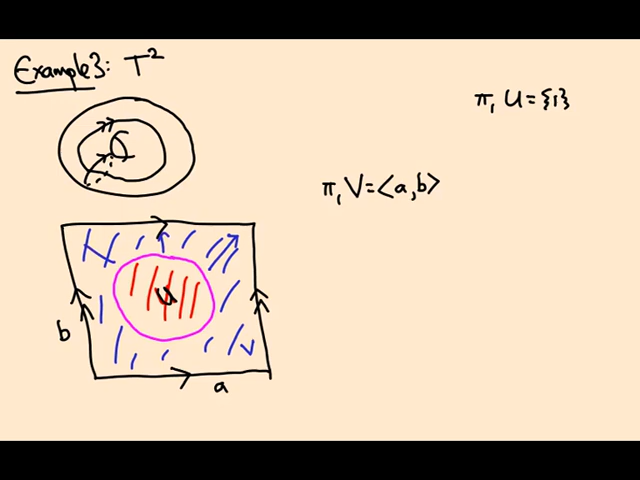 Example 3: T²
π₁ U = {1}
π₁ V = <a, b>
U
b
V
a